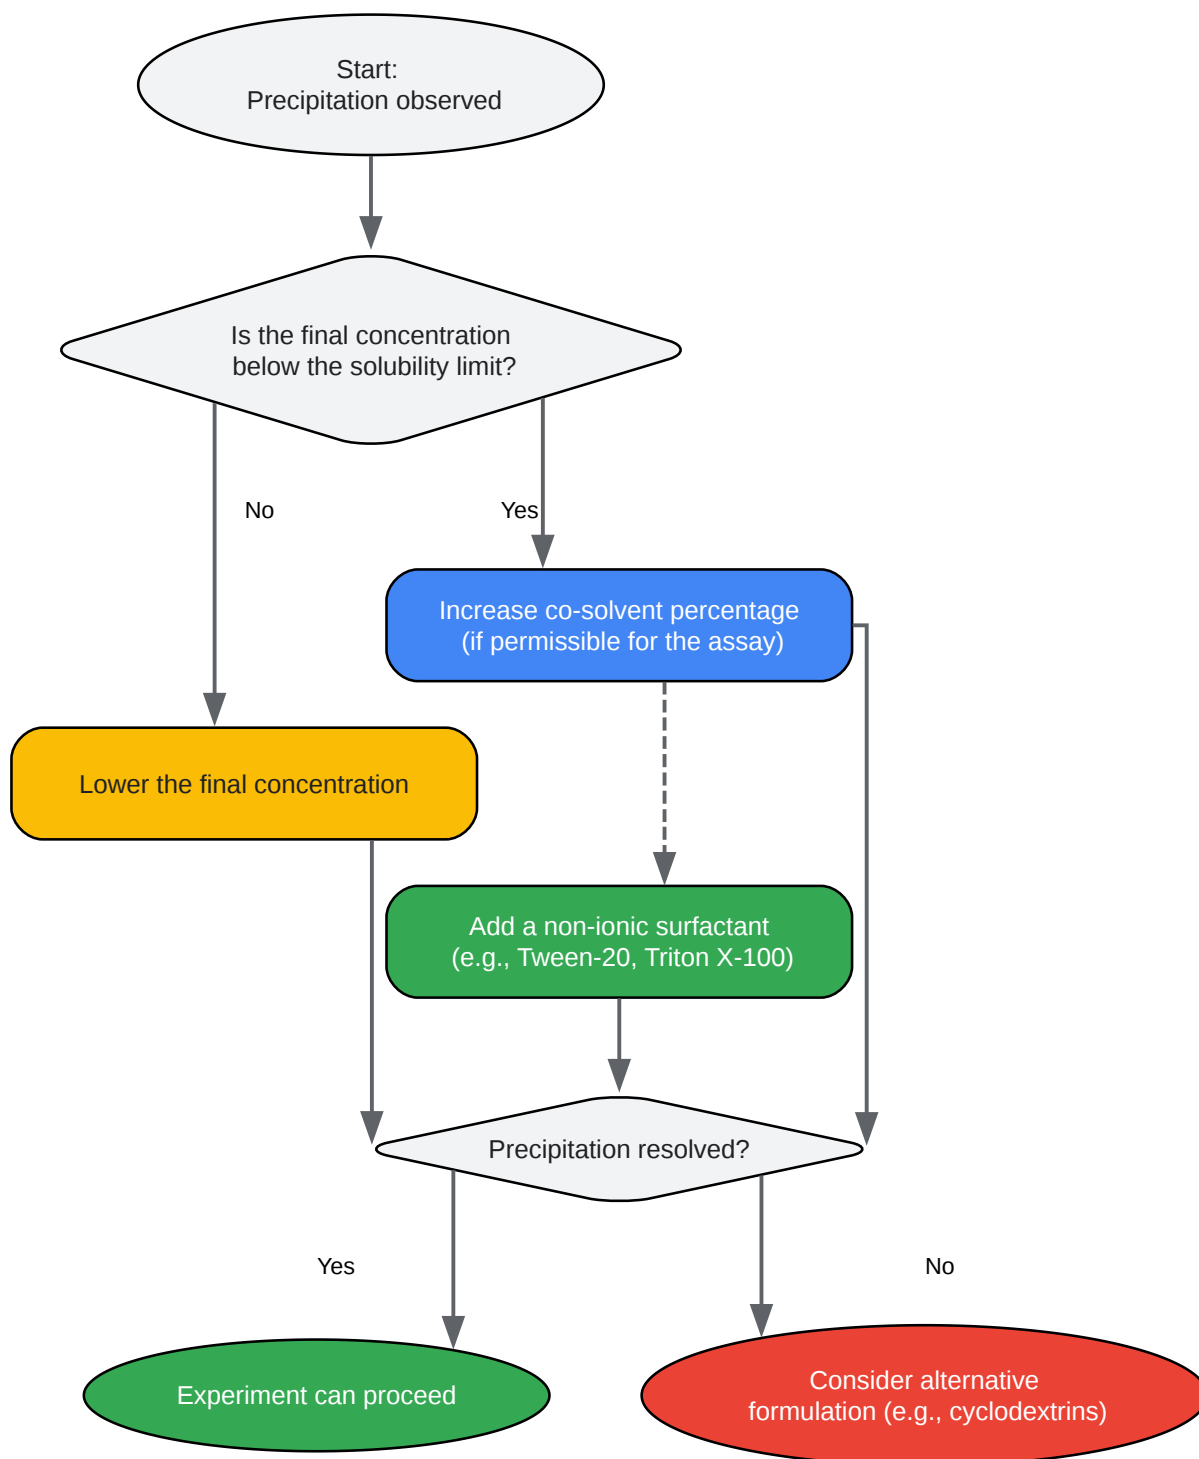 Start:
Precipitation observed
Is the final concentration
below the solubility limit?
No
Yes
Increase co-solvent percentage
(if permissible for the assay)
Lower the final concentration
Add a non-ionic surfactant
(e.g., Tween-20, Triton X-100)
Precipitation resolved?
Yes
No
Experiment can proceed
Consider alternative
formulation (e.g., cyclodextrins)